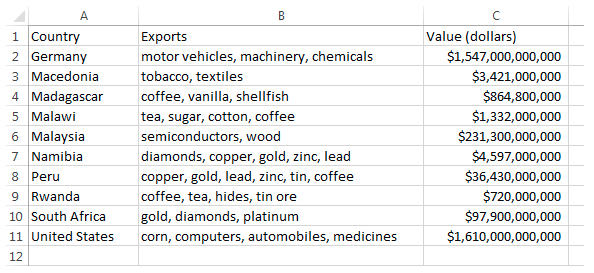 A B C
1 Country Exports Value (dollars)
2 Germany motor vehicles, machinery, chemicals $1,547,000,000,000
3 Macedonia tobacco, textiles $3,421,000,000
4 Madagascar coffee, vanilla, shellfish $864,800,000
5 Malawi tea, sugar, cotton, coffee $1,332,000,000
6 Malaysia semiconductors, wood $231,300,000,000
7 Namibia diamonds, copper, gold, zinc, lead $4,597,000,000
8 Peru copper, gold, lead, zinc, tin, coffee $36,430,000,000
9 Rwanda coffee, tea, hides, tin ore $720,000,000
10 South Africa gold, diamonds, platinum $97,900,000,000
11 United States corn, computers, automobiles, medicines $1,610,000,000,000
12